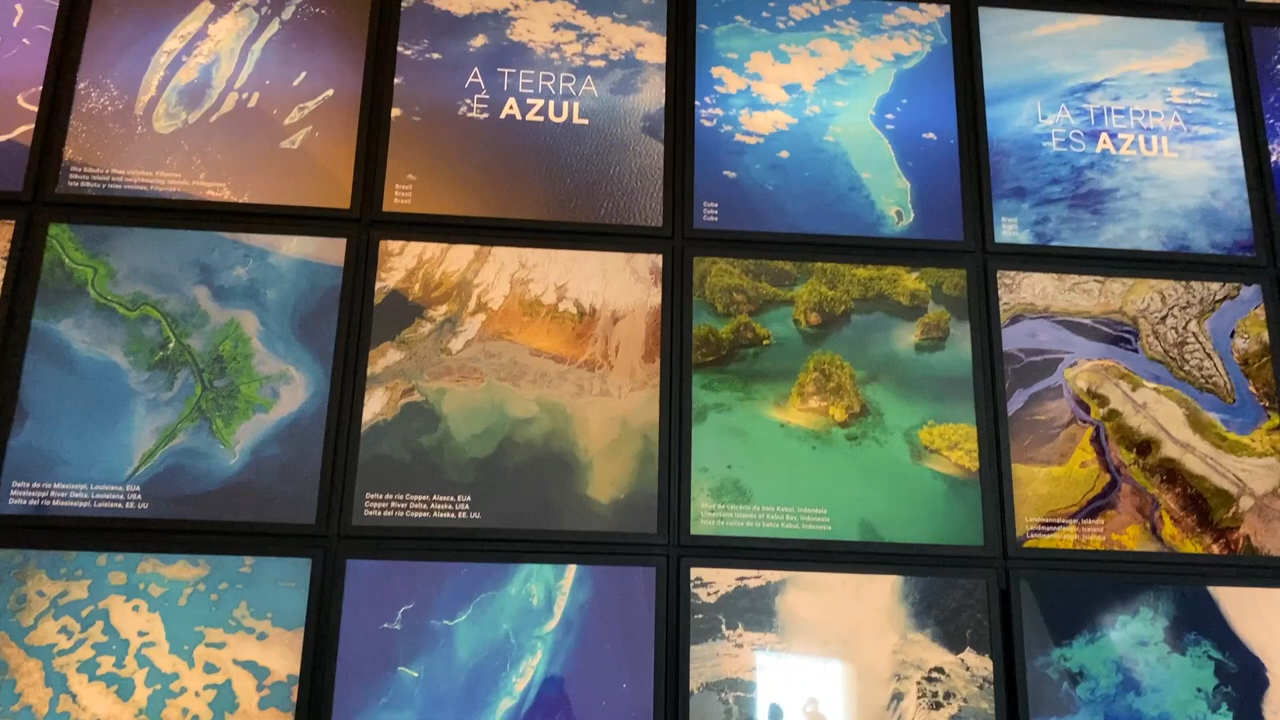 Ilha Sibutu e ilhas vizinhas, Filipinas
Sibutu Island and neighbouring islands, Philippines
Isla Sibutu y islas vecinas, Filipinas
A TERRA
É AZUL
Brasil
Brazil
Brasil
Cuba
Cuba
Cuba
LA TIERRA
ES AZUL
Brasil
Brasil
Delta do rio Mississipi, Louisiana, EUA
Mississippi River Delta, Louisiana, USA
Delta del río Mississippi, Luisiana, EE. UU
Delta do rio Copper, Alasca, EUA
Copper River Delta, Alaska, USA
Delta del río Copper, Alaska, EE. UU.
Ilhas de calcário da baía Kabui, Indonésia
Limestone islands of Kabui Bay, Indonesia
Islas de caliza de la bahía Kabui, Indonesia
Landmannalaugar, Islândia
Landmannalaugar, Iceland
Landmannalaugar, Islandia